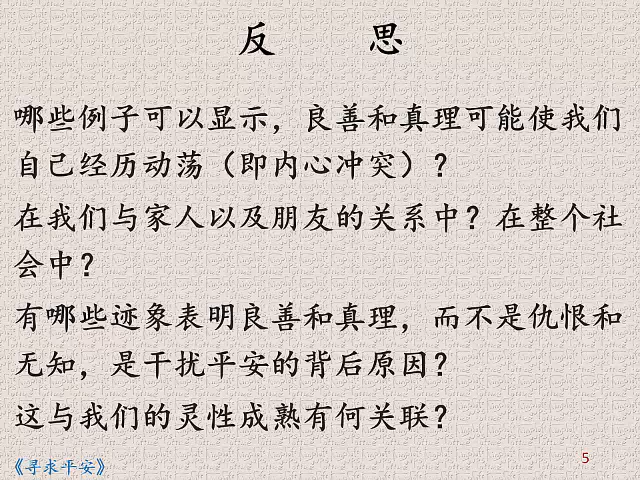 反 思
哪些例子可以显示，良善和真理可能使我们
自己经历动荡（即内心冲突）？
在我们与家人以及朋友的关系中？在整个社
会中？
有哪些迹象表明良善和真理，而不是仇恨和
无知，是干扰平安的背后原因？
这与我们的灵性成熟有何关联？
《寻求平安》
5